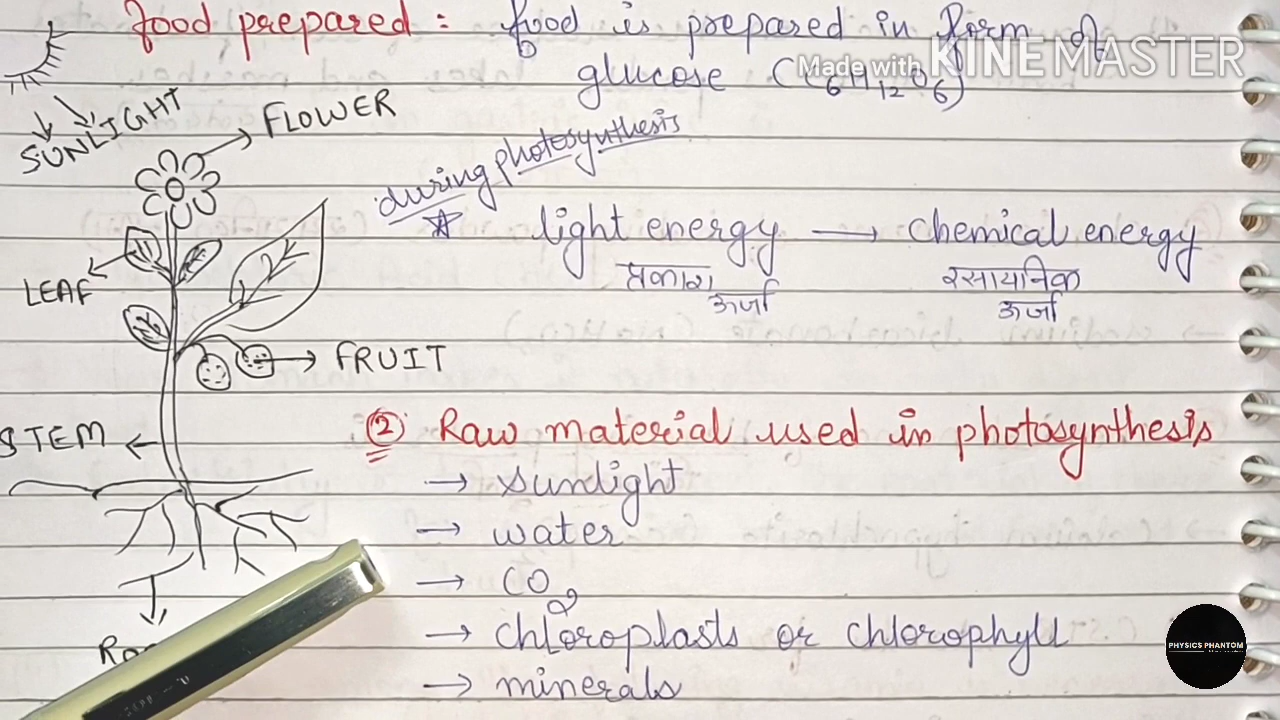 food prepared : food is prepared in form of
glucose (C6H12O6)
Made with KINEMASTER
SUNLIGHT
FLOWER
during photosynthesis
light energy → chemical energy
प्रकाश रसायनिक
ऊर्जा ऊर्जा
LEAF
FRUIT
STEM
② Raw material used in photosynthesis
→ sunlight
→ water
→ CO2
→ chloroplasts or chlorophyll
→ minerals
PHYSICS PHANTOM